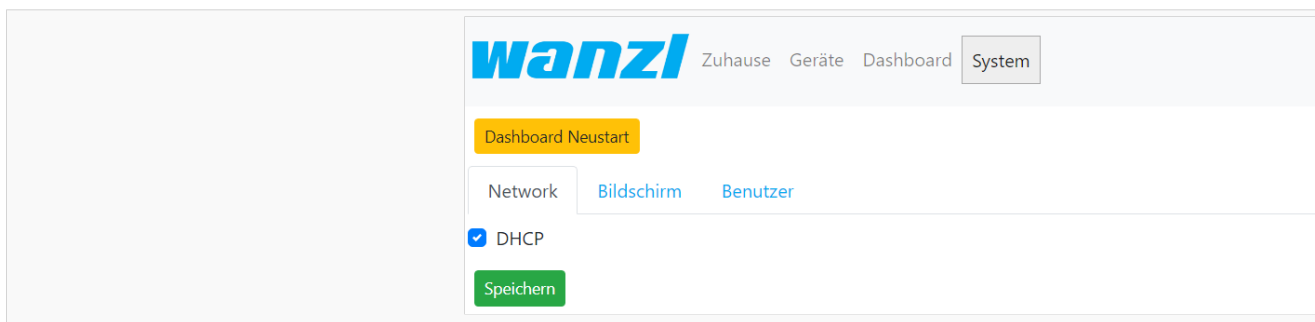 wanzl Zuhause Geräte Dashboard System
Dashboard Neustart
Network Bildschirm Benutzer
DHCP
Speichern